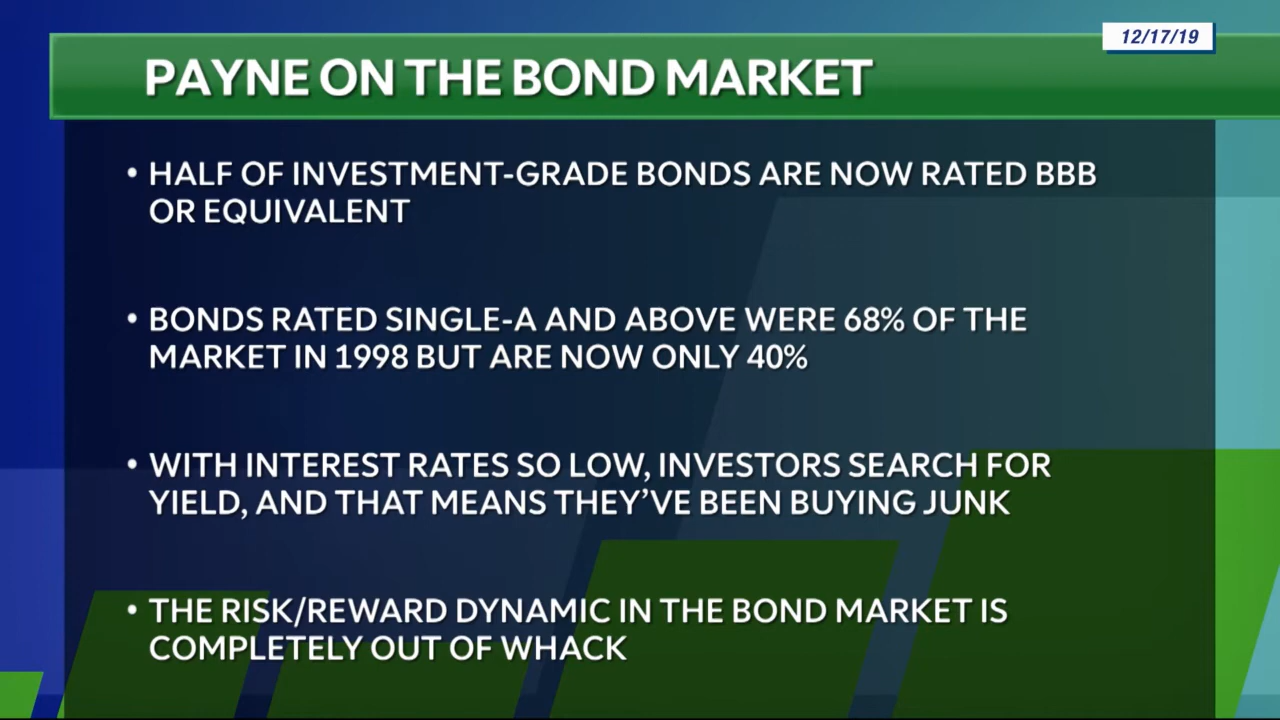 12/17/19
PAYNE ON THE BOND MARKET
• HALF OF INVESTMENT-GRADE BONDS ARE NOW RATED BBB
OR EQUIVALENT
• BONDS RATED SINGLE-A AND ABOVE WERE 68% OF THE
MARKET IN 1998 BUT ARE NOW ONLY 40%
• WITH INTEREST RATES SO LOW, INVESTORS SEARCH FOR
YIELD, AND THAT MEANS THEY’VE BEEN BUYING JUNK
• THE RISK/REWARD DYNAMIC IN THE BOND MARKET IS
COMPLETELY OUT OF WHACK